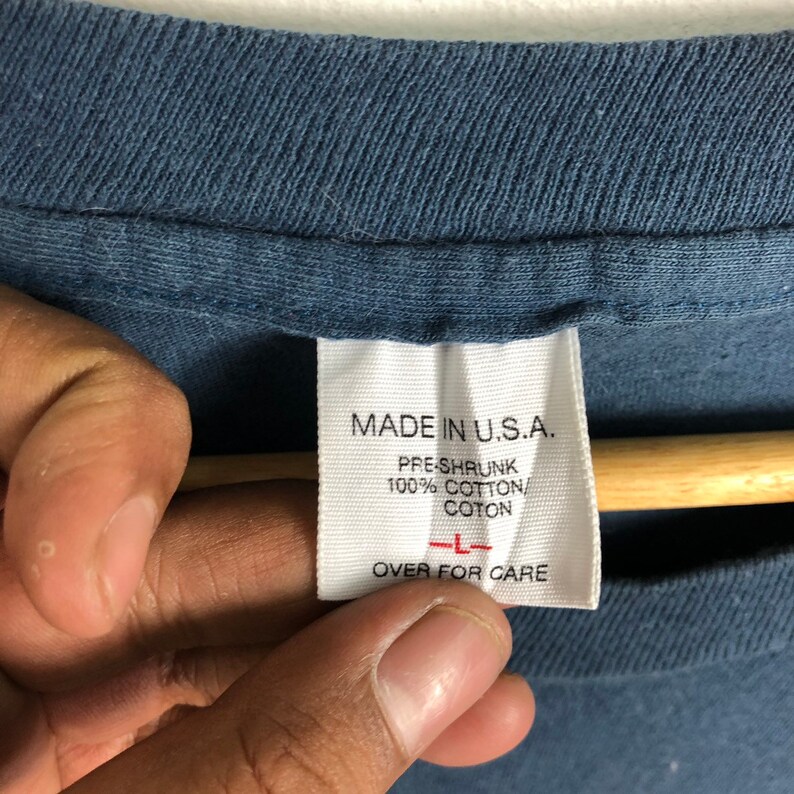 MADE IN U.S.A.
PRE-SHRUNK
100% COTTON/
COTON
—L—
OVER FOR CARE